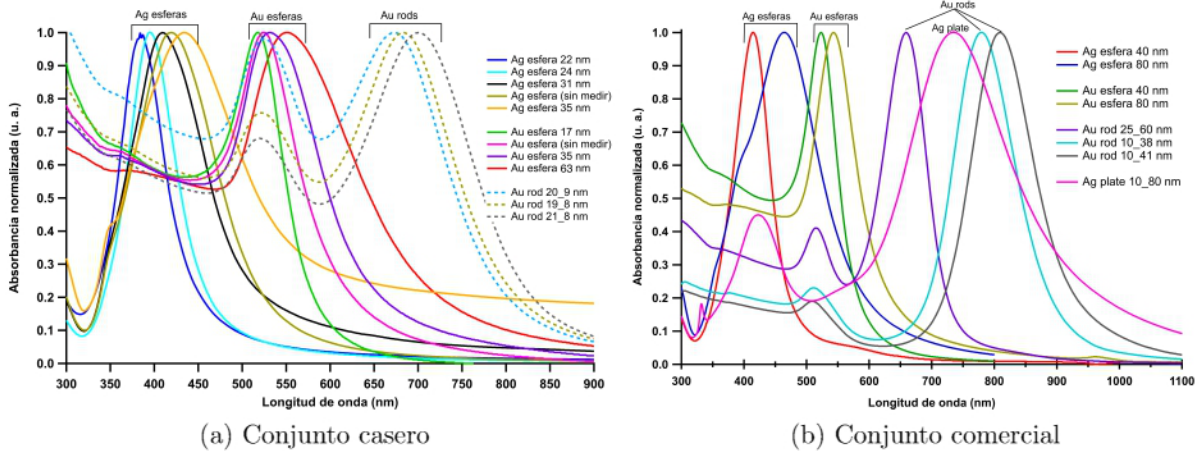 Ag esferas
Au esferas
Au rods
1.0
0.9
0.8
0.7
0.6
0.5
0.4
0.3
0.2
0.1
0.0
Absorbancia normalizada (u. a.)
Ag esfera 22 nm
Ag esfera 24 nm
Ag esfera 31 nm
Ag esfera (sin medir)
Ag esfera 35 nm
Au esfera 17 nm
Au esfera (sin medir)
Au esfera 35 nm
Au esfera 63 nm
Au rod 20_9 nm
Au rod 19_8 nm
Au rod 21_8 nm
300 350 400 450 500 550 600 650 700 750 800 850 900
Longitud de onda (nm)
(a) Conjunto casero
Au rods
Ag esferas
Au esferas
Ag plate
1.0
0.9
0.8
0.7
0.6
0.5
0.4
0.3
0.2
0.1
0.0
Absorbancia normalizada (u. a.)
Ag esfera 40 nm
Ag esfera 80 nm
Au esfera 40 nm
Au esfera 80 nm
Au rod 25_60 nm
Au rod 10_38 nm
Au rod 10_41 nm
Ag plate 10_80 nm
300 400 500 600 700 800 900 1000 1100
Longitud de onda (nm)
(b) Conjunto comercial